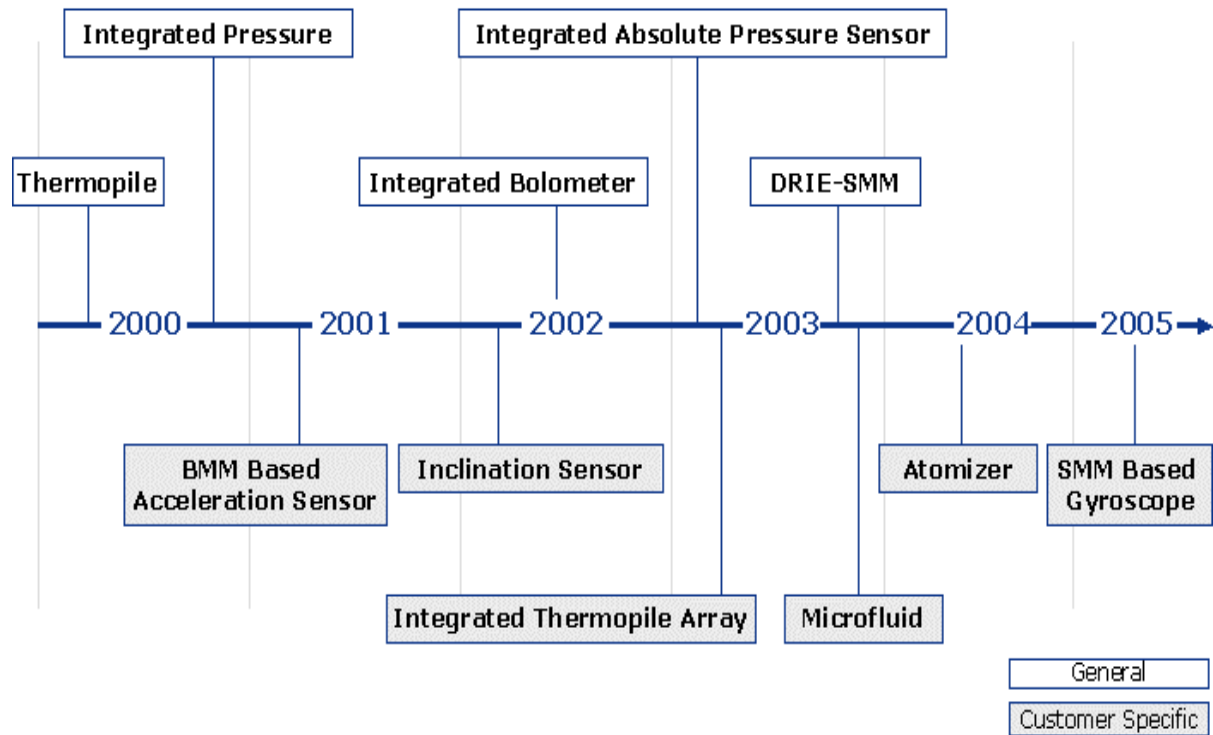 Integrated Pressure
Integrated Absolute Pressure Sensor
Thermopile
Integrated Bolometer
DRIE-SMM
2000
2001
2002
2003
2004
2005
BMM Based
Acceleration Sensor
Inclination Sensor
Atomizer
SMM Based
Gyroscope
Integrated Thermopile Array
Microfluid
General
Customer Specific